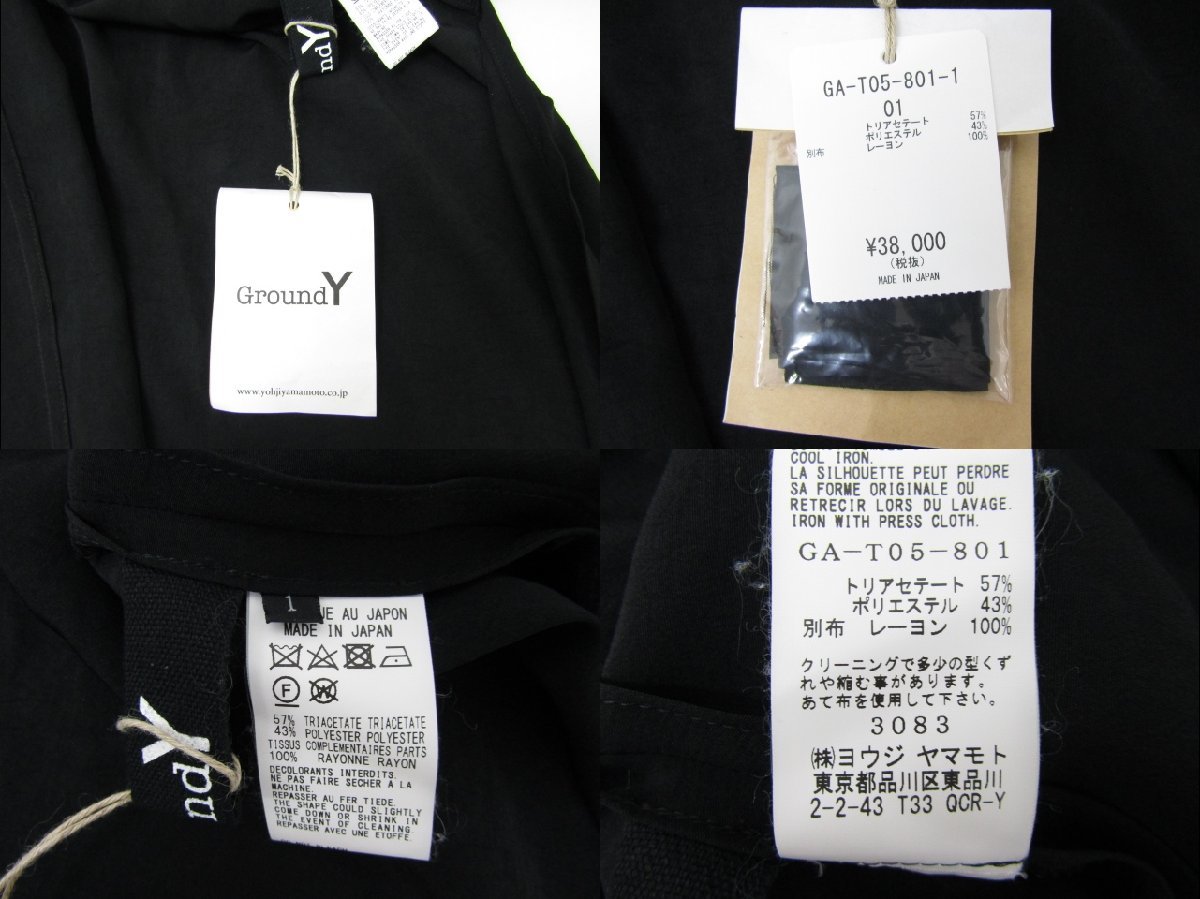 nd Y
Ground Y
www.yohjiyamamoto.co.jp
GA-T05-801-1
01
トリアセテート 57%
ポリエステル 43%
別布 レーヨン 100%
¥38,000
(税抜)
MADE IN JAPAN
1
UE AU JAPON
MADE IN JAPAN
F
W
57% TRIACETATE TRIACETATE
43% POLYESTER POLYESTER
TISSUS COMPLEMENTAIRES PARTS
100% RAYONNE RAYON
DECOLORANTS INTERDITS.
NE PAS FAIRE SECHER A LA
MACHINE.
REPASSER AU FER TIEDE.
THE SHAPE COULD SLIGHTLY
COME DOWN OR SHRINK IN
THE EVENT OF CLEANING
REPASSER AVEC UNE ETOFFE.
nd Y
COOL IRON.
LA SILHOUETTE PEUT PERDRE
SA FORME ORIGINALE OU
RETRECIR LORS DU LAVAGE.
IRON WITH PRESS CLOTH.
GA-T05-801
トリアセテート 57%
ポリエステル 43%
別布 レーヨン 100%
クリーニングで多少の型くず
れや縮む事があります。
あて布を使用して下さい。
3083
(株)ヨウジ ヤマモト
東京都品川区東品川
2-2-43 T33 QCR-Y